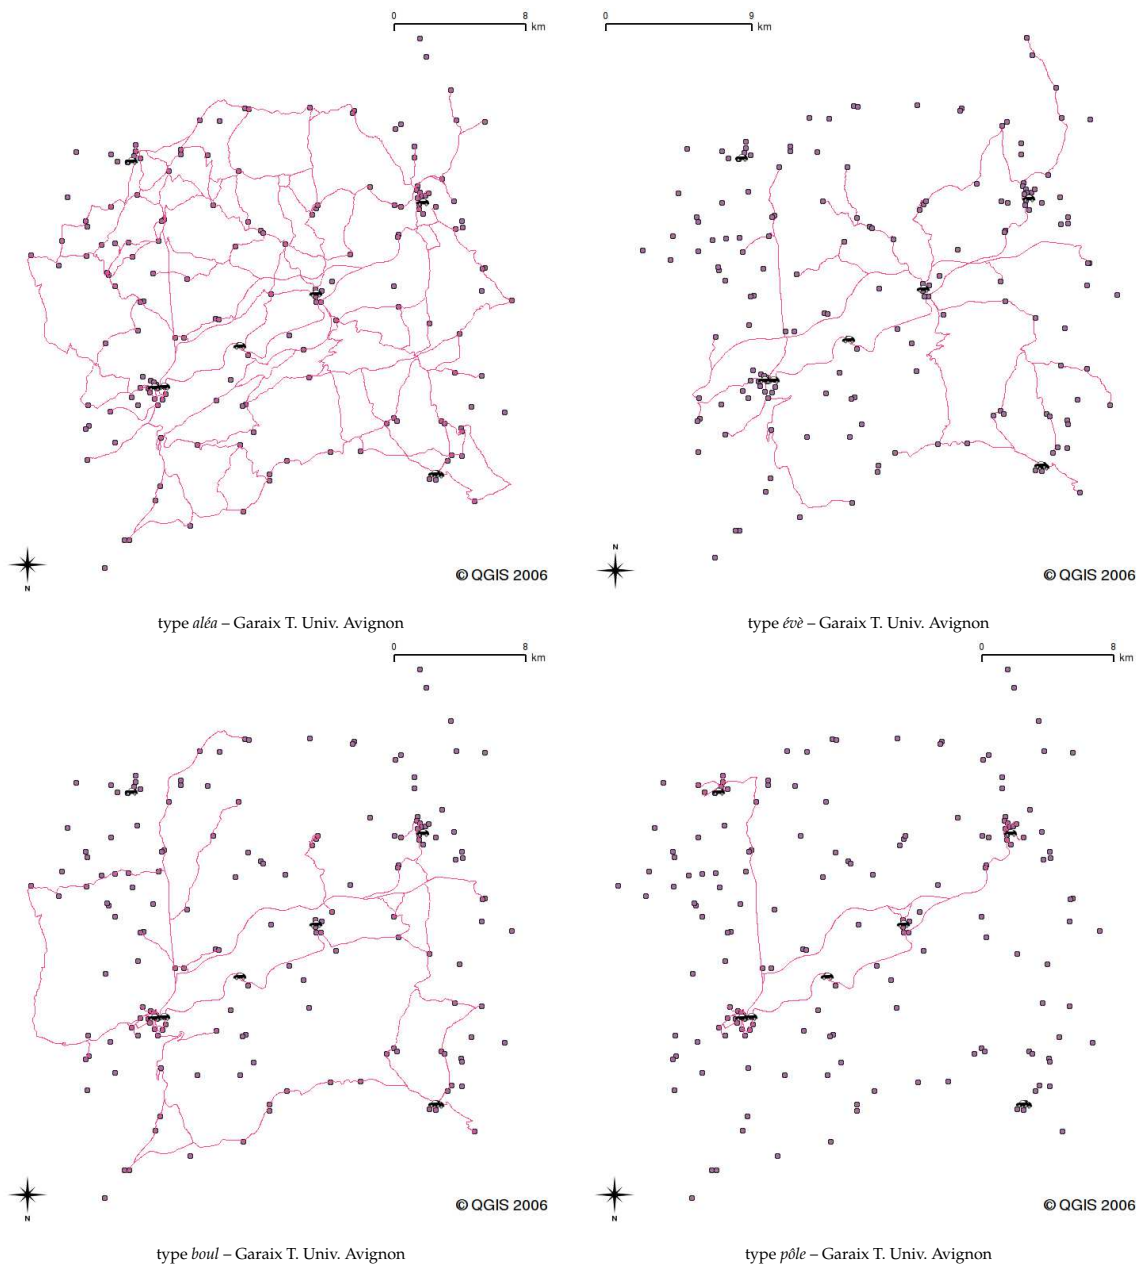 0 8
km
0 9
km
N
© QGIS 2006
N
© QGIS 2006
type aléa – Garaix T. Univ. Avignon
type évè – Garaix T. Univ. Avignon
0 8
km
0 8
km
N
© QGIS 2006
N
© QGIS 2006
type boul – Garaix T. Univ. Avignon
type pôle – Garaix T. Univ. Avignon